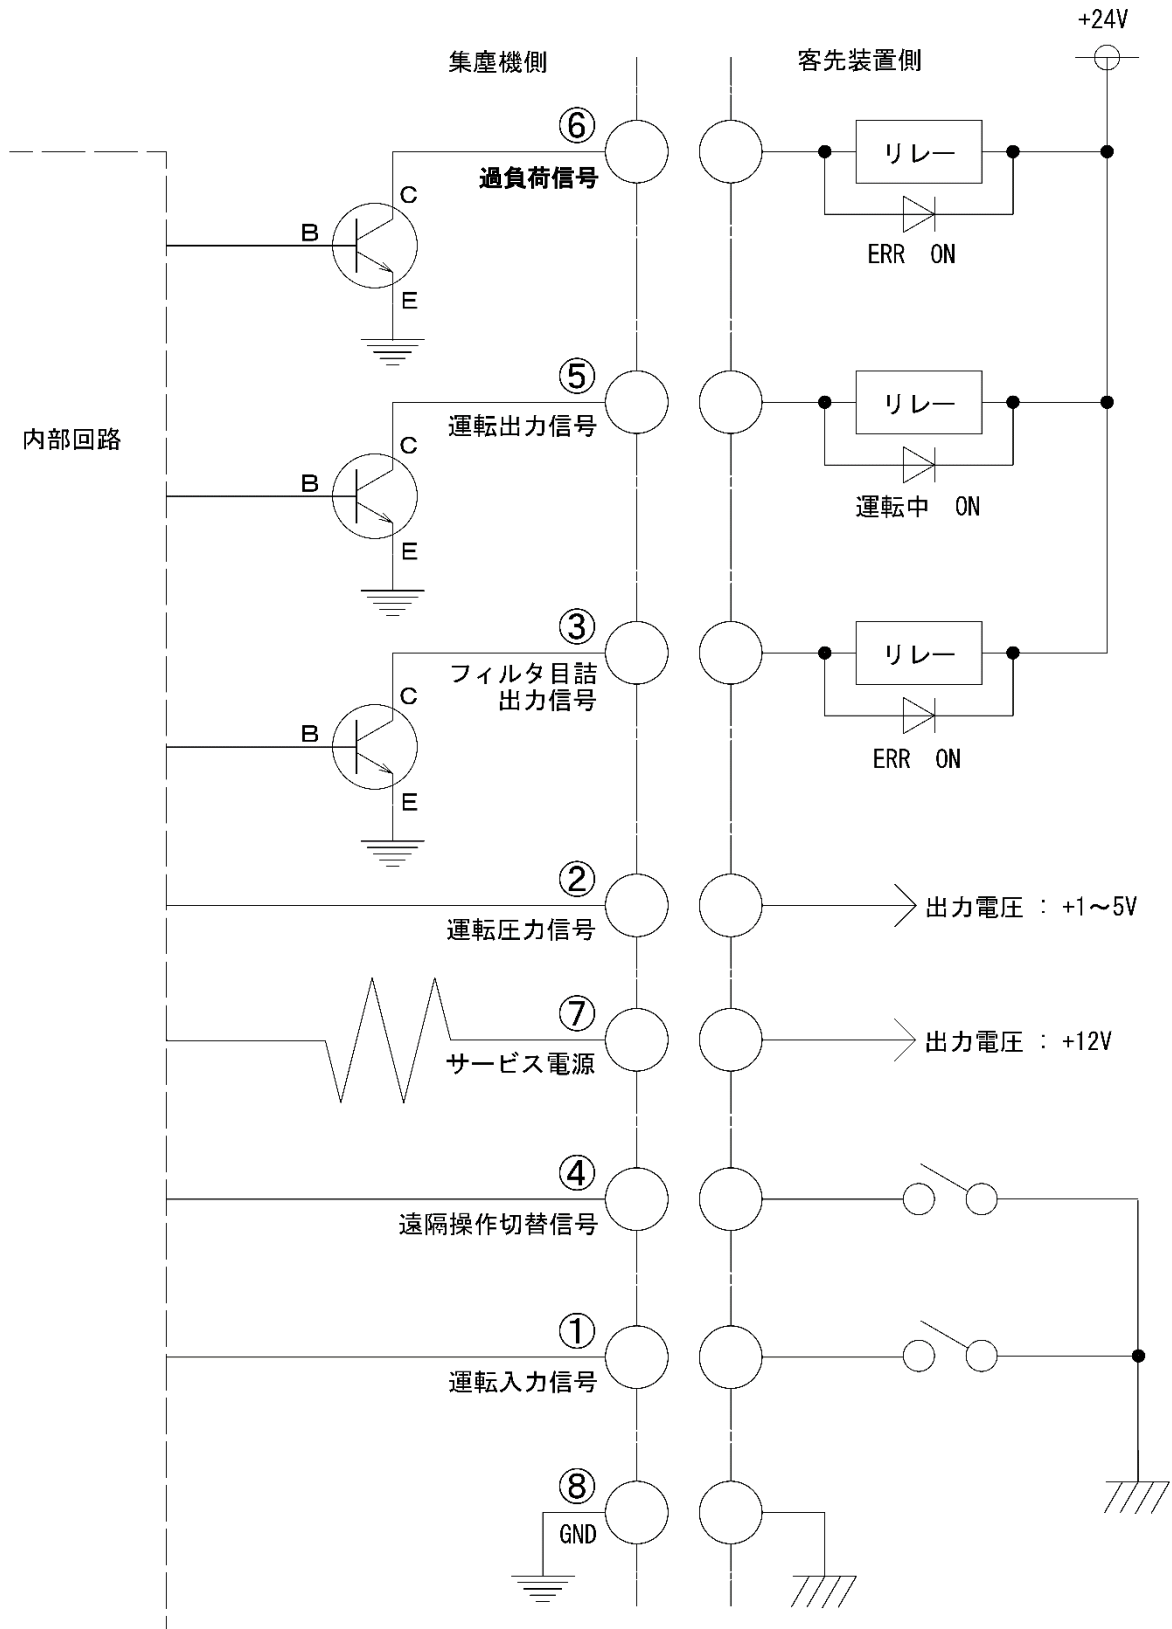 +24V
集塵機側
客先装置側
⑥
過負荷信号
リレー
C
B
E
ERR ON
⑤
運転出力信号
リレー
内部回路
C
B
E
運転中 ON
③
フィルタ目詰
出力信号
リレー
C
B
E
ERR ON
②
運転圧力信号
出力電圧 : +1～5V
⑦
サービス電源
出力電圧 : +12V
④
遠隔操作切替信号
①
運転入力信号
⑧
GND